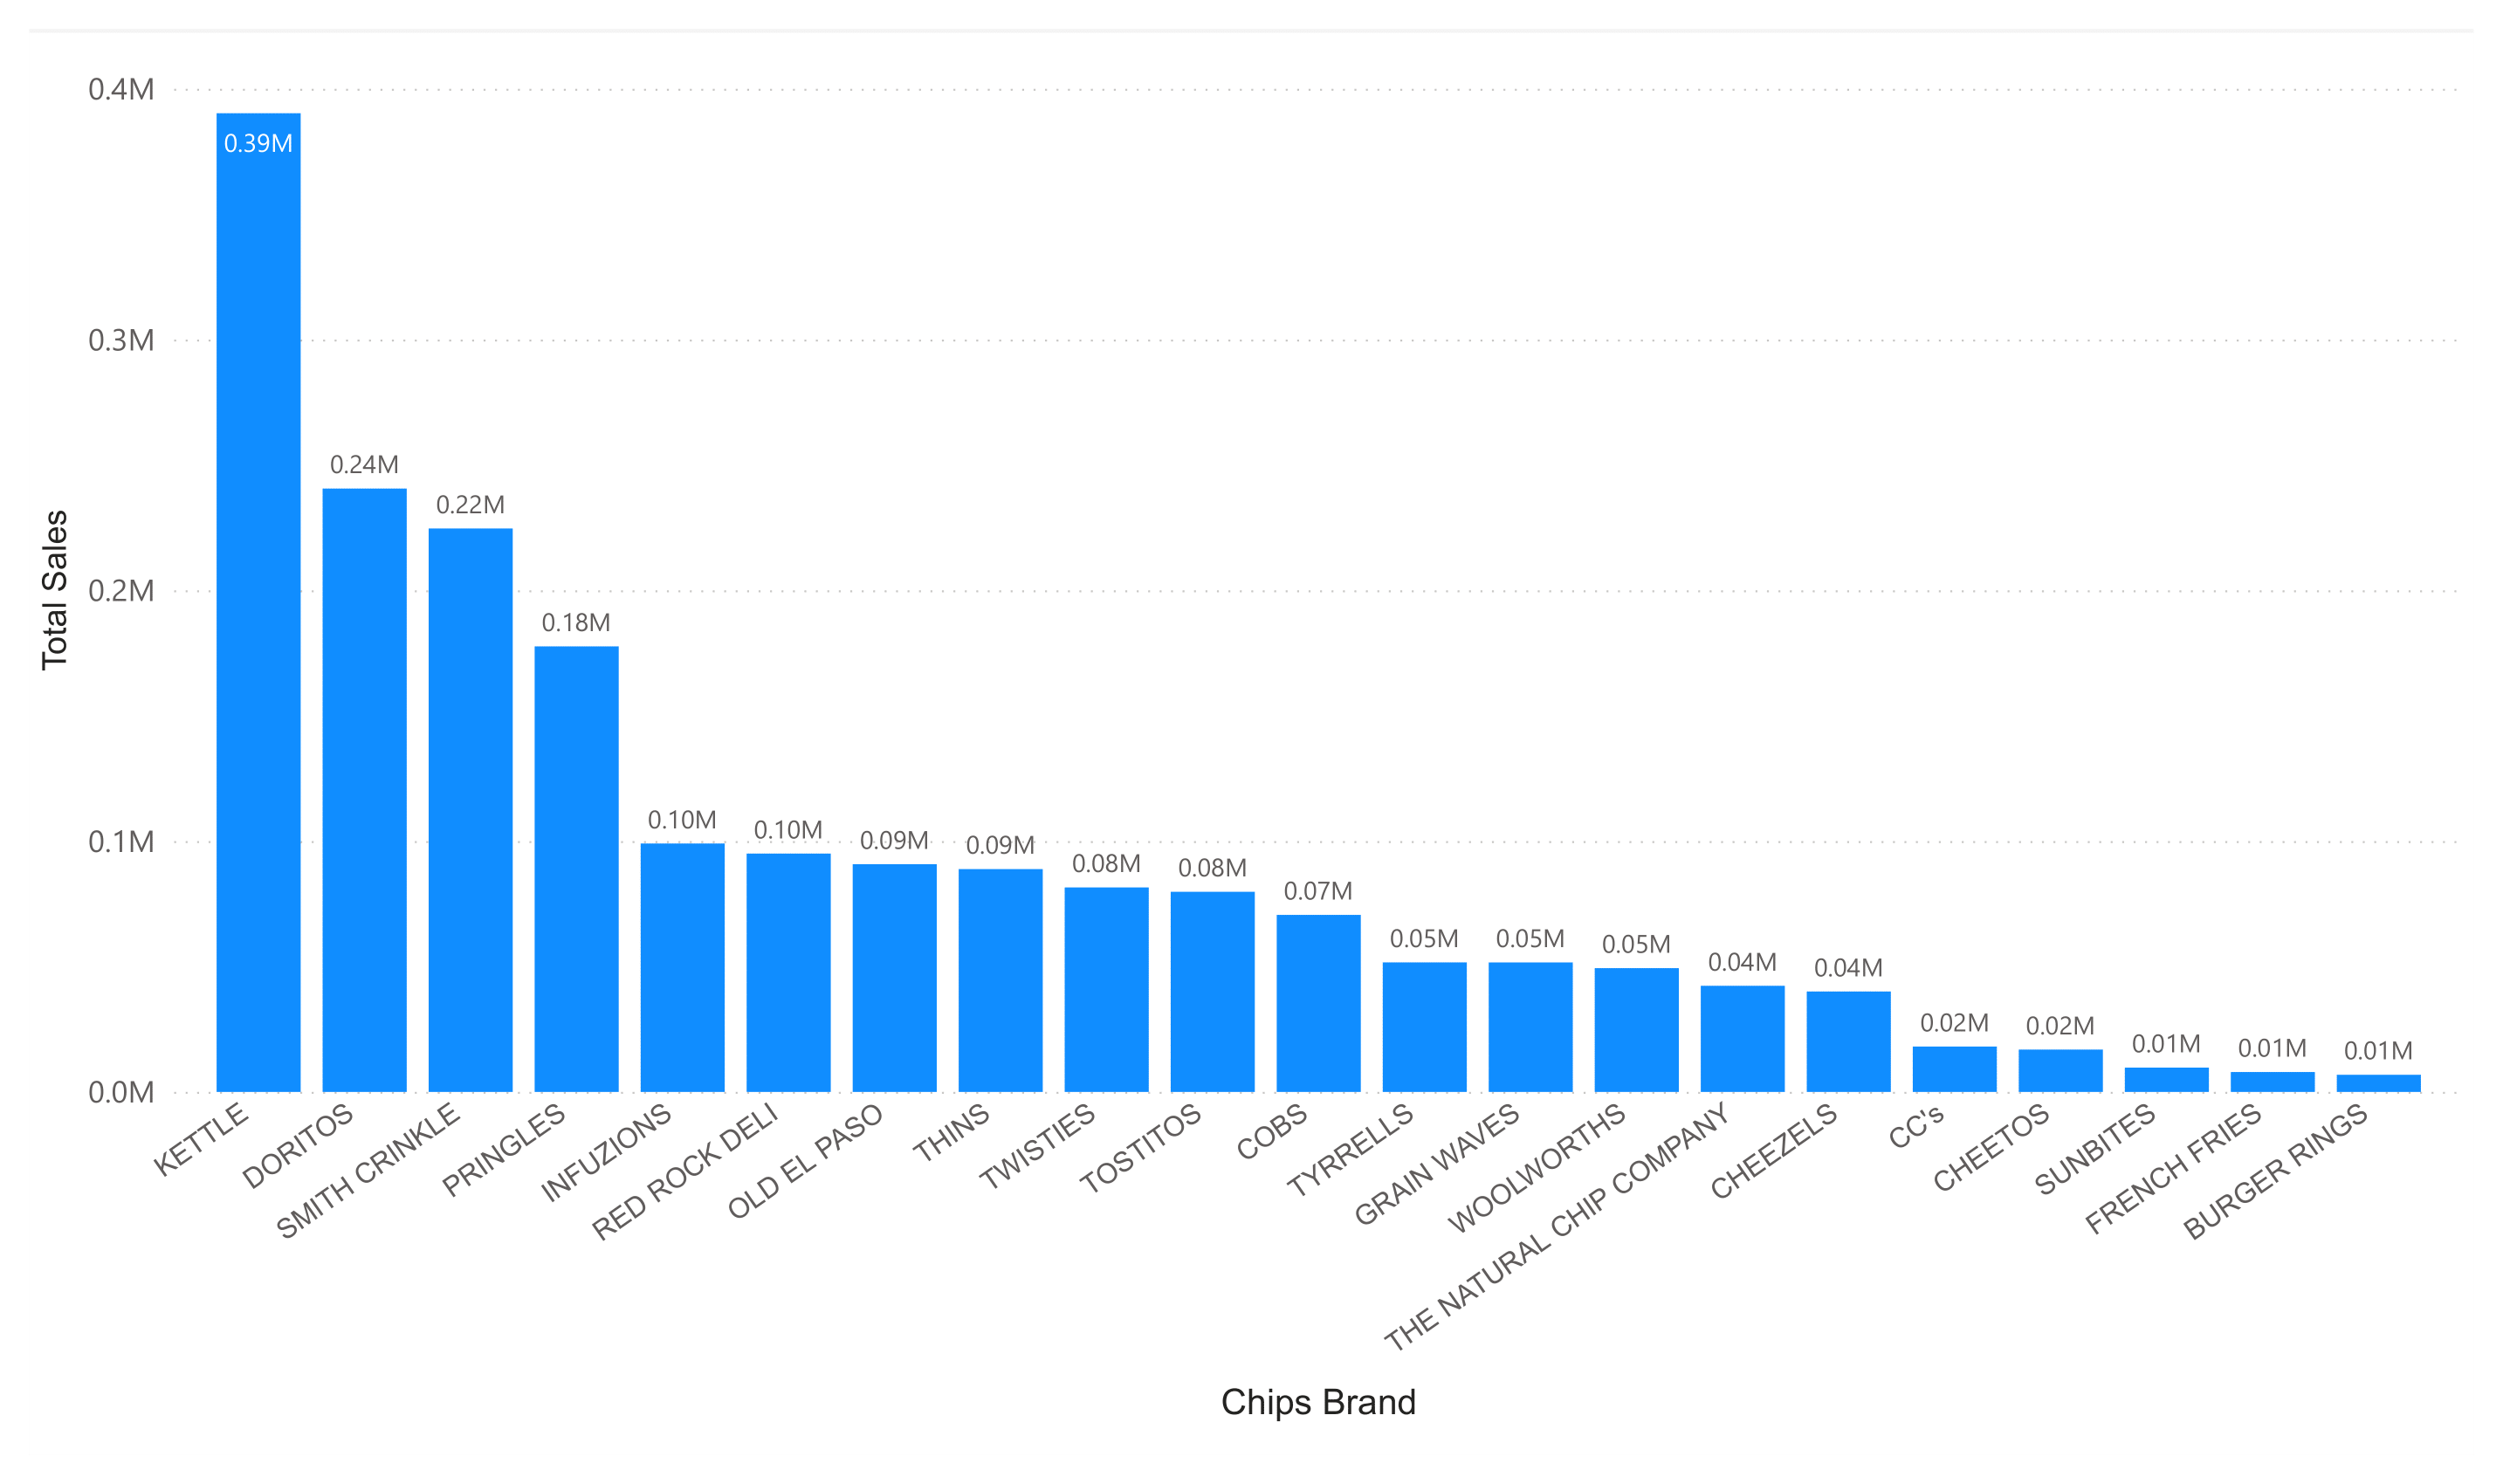 Total Sales
0.4M
0.3M
0.2M
0.1M
0.0M
0.39M
0.24M
0.22M
0.18M
0.10M
0.10M
0.09M
0.09M
0.08M
0.08M
0.07M
0.05M
0.05M
0.05M
0.04M
0.04M
0.02M
0.02M
0.01M
0.01M
0.01M
KETTLE
DORITOS
SMITH CRINKLE
PRINGLES
INFUZIONS
RED ROCK DELI
OLD EL PASO
THINS
TWISTIES
TOSTITOS
COBS
TYRRELLS
GRAIN WAVES
WOOLWORTHS
THE NATURAL CHIP COMPANY
CHEEZELS
CC's
CHEETOS
SUNBITES
FRENCH FRIES
BURGER RINGS
Chips Brand